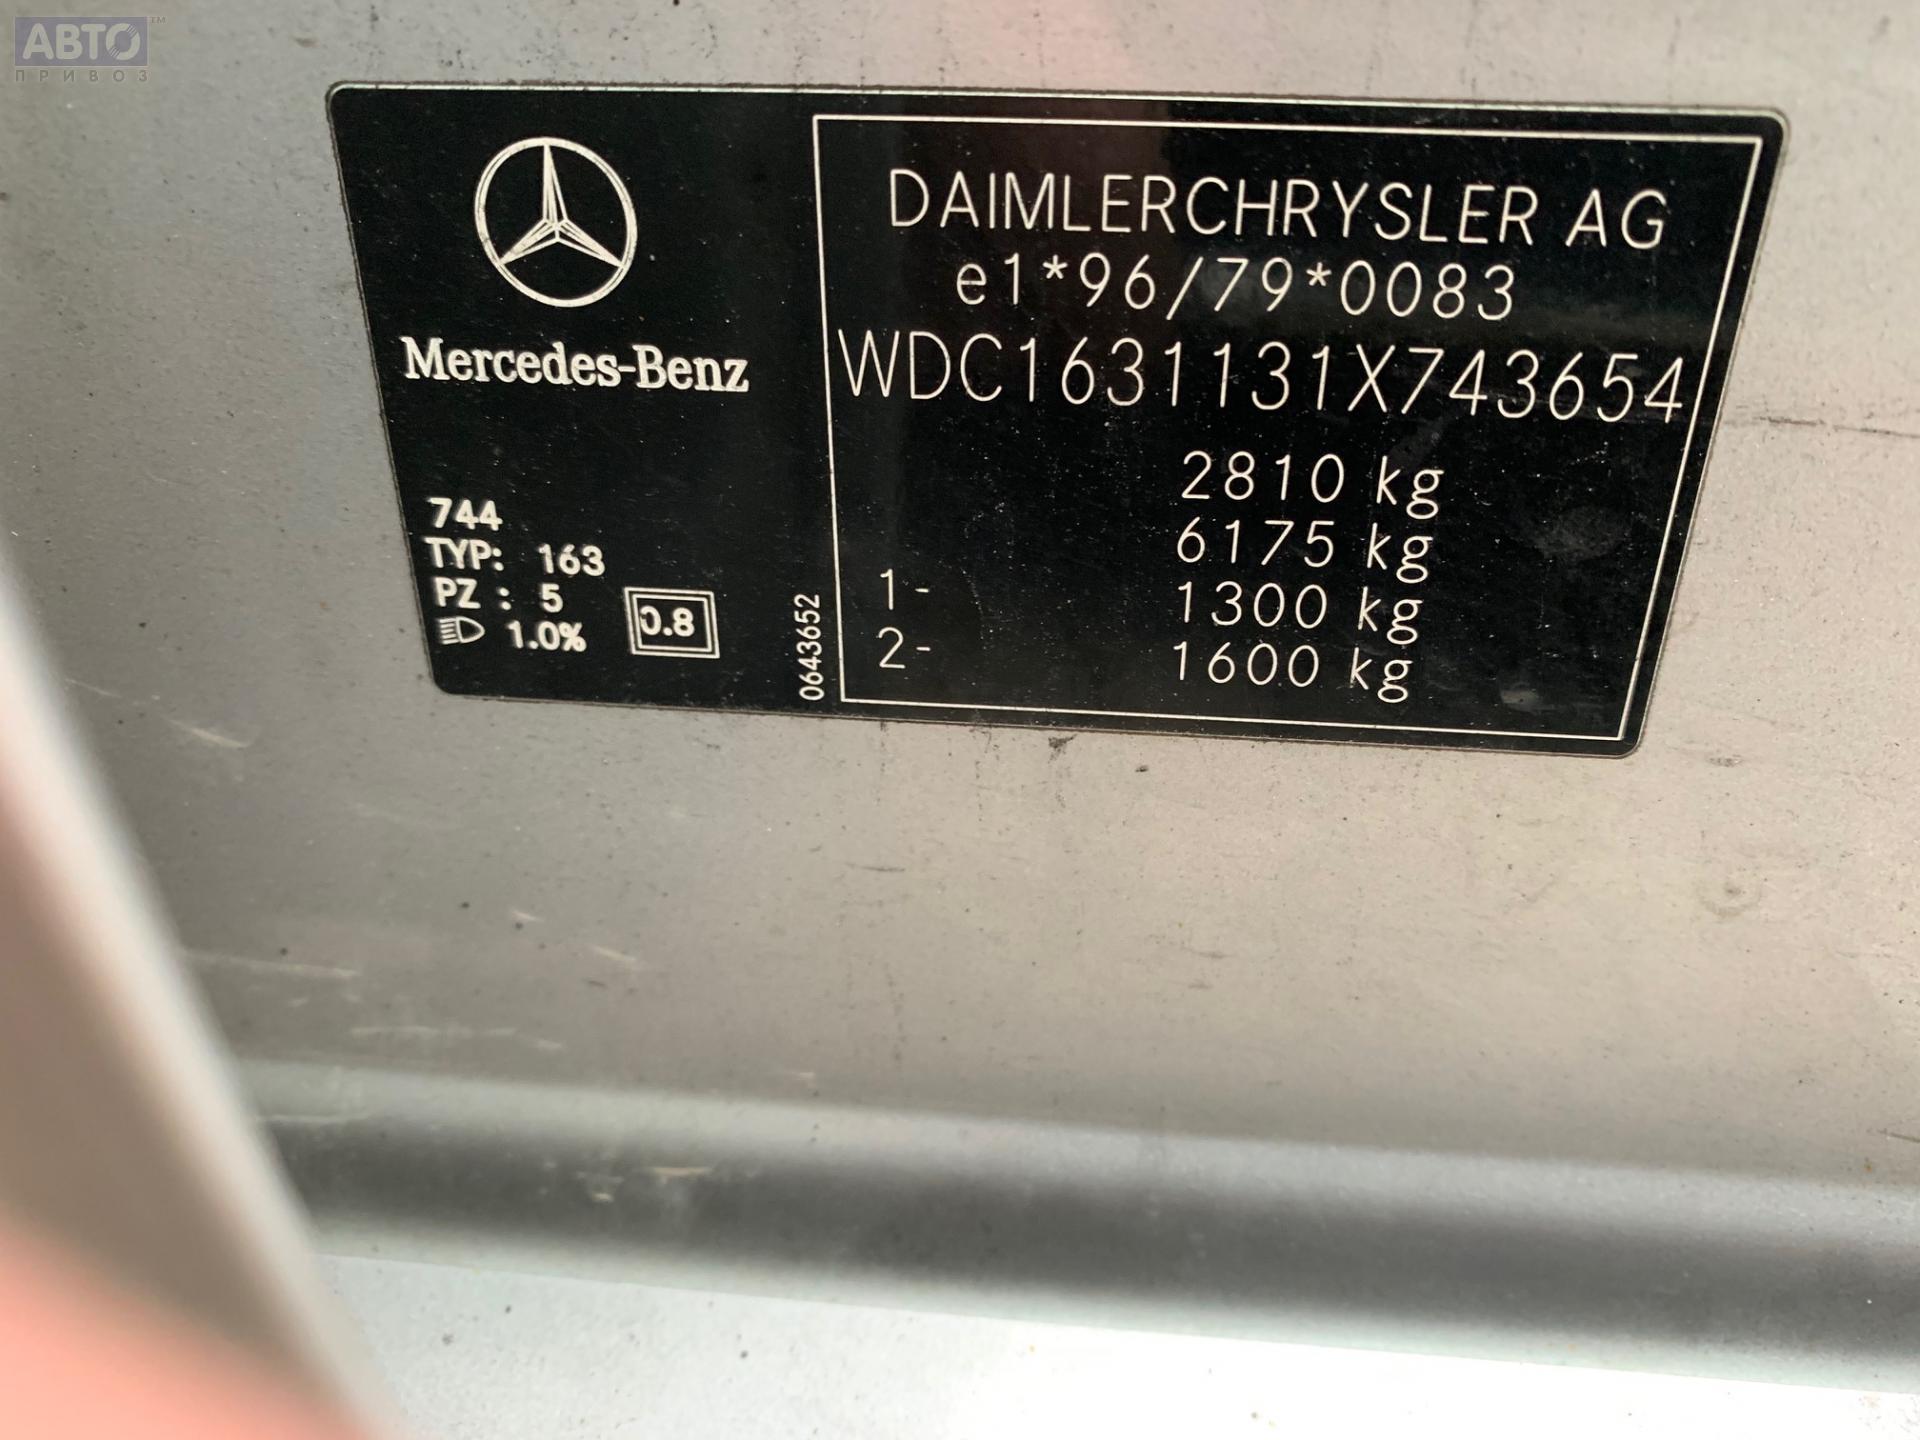 АВТО™
ПРИВОЗ
DAIMLERCHRYSLER AG
e1*96/79*0083
WDC1631131X743654
2810 kg
6175 kg
1- 1300 kg
2- 1600 kg
Mercedes-Benz
744
TYP: 163
PZ : 5
1.0% 0.8
0643652